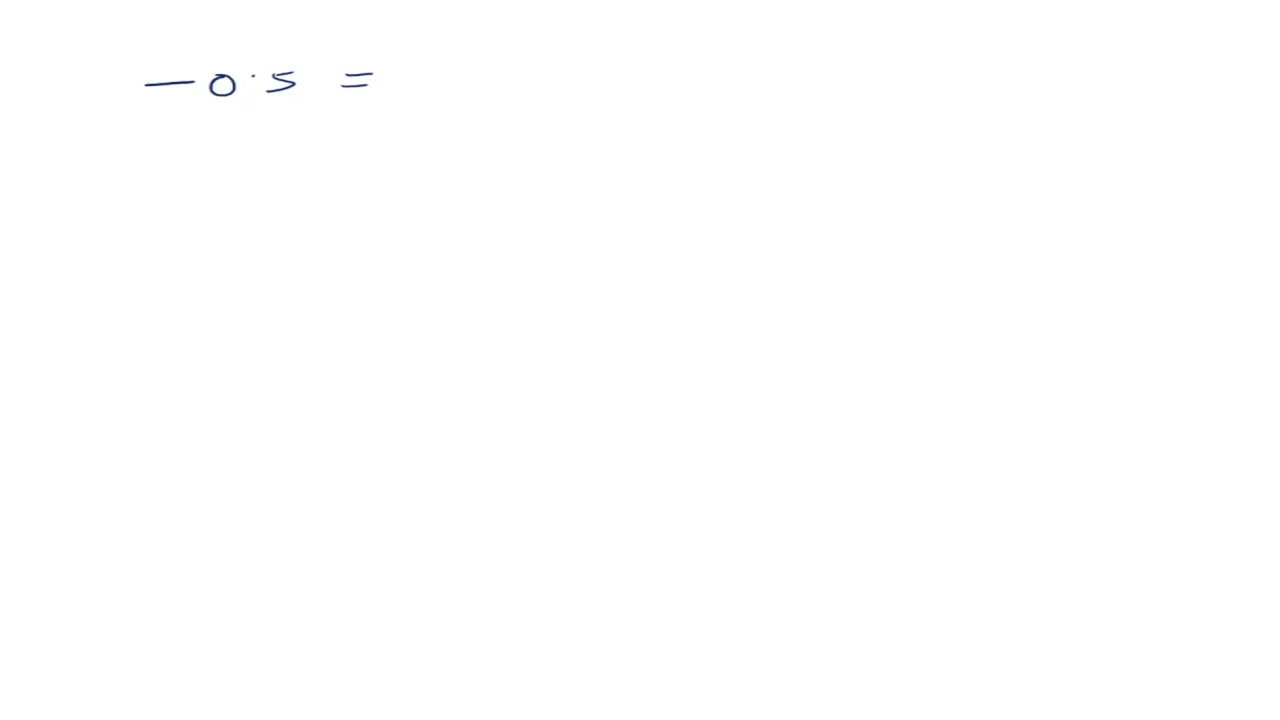 — 0·5 =